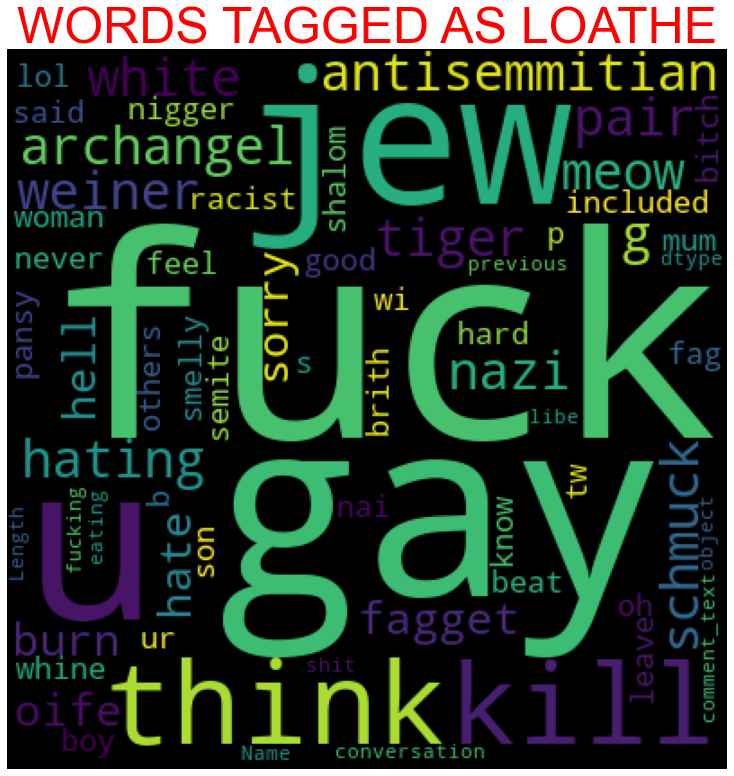 WORDS TAGGED AS LOATHE
lol
white
antisemmitian
said
nigger
jew
pair
bitch
archangel
shalom
meow
weiner
racist
included
woman
tiger
p
g
mum
never
feel
sorry
good
previous
dtype
fuck
pansy
hell
others
smelly
semite
s
wi
brith
hard
nazi
fag
libe
hating
gay
tw
schmuck
Length
u
fucking
eating
b
hate
son
nai
know
object
beat
burn
ur
fagget
oh
leave
comment_text
whine
think
shit
kill
oife
boy
Name
conversation